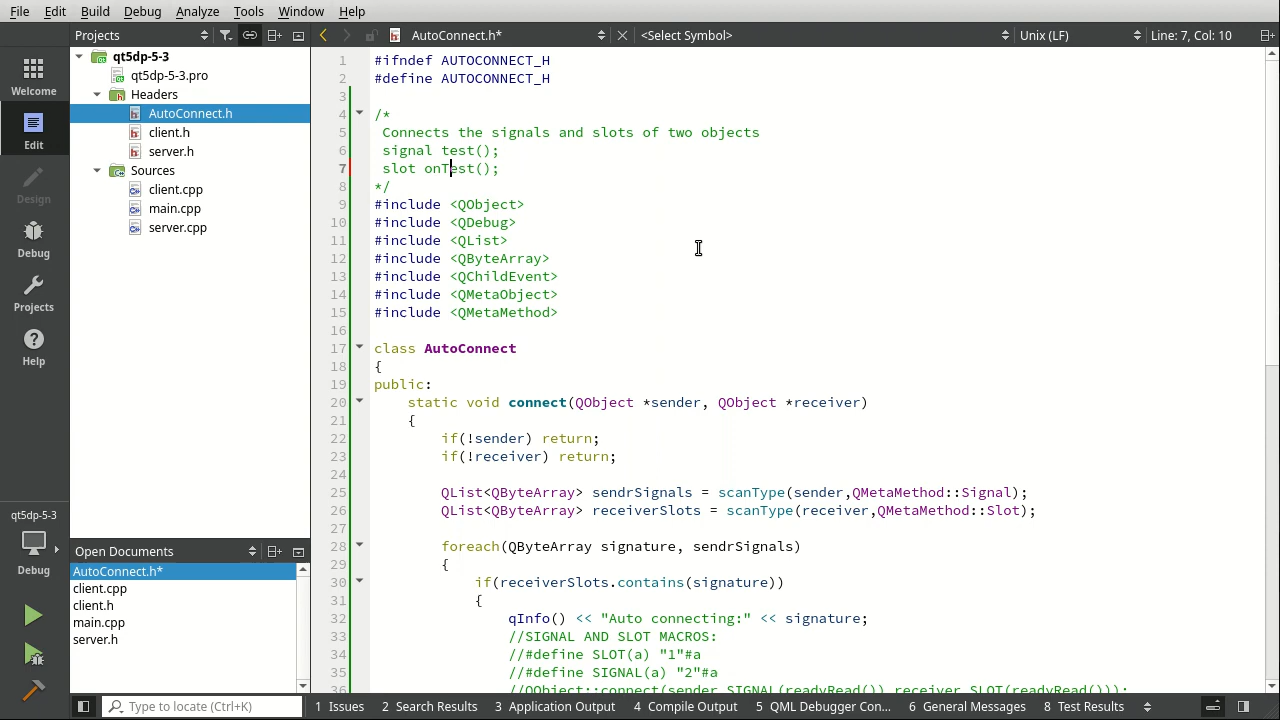 File Edit Build Debug Analyze Tools Window Help
Projects
AutoConnect.h*
<Select Symbol>
Unix (LF)
Line: 7, Col: 10
Welcome
Edit
Design
Debug
Projects
Help
qt5dp-5-3
Debug
qt5dp-5-3
qt5dp-5-3.pro
Headers
AutoConnect.h
client.h
server.h
Sources
client.cpp
main.cpp
server.cpp
Open Documents
AutoConnect.h*
client.cpp
client.h
main.cpp
server.h
1 #ifndef AUTOCONNECT_H
2 #define AUTOCONNECT_H
3
4 /*
5 Connects the signals and slots of two objects
6 signal test();
7 slot onTest();
8 */
9 #include <QObject>
10 #include <QDebug>
11 #include <QList>
12 #include <QByteArray>
13 #include <QChildEvent>
14 #include <QMetaObject>
15 #include <QMetaMethod>
16
17 class AutoConnect
18 {
19 public:
20 static void connect(QObject *sender, QObject *receiver)
21 {
22 if(!sender) return;
23 if(!receiver) return;
24
25 QList<QByteArray> sendrSignals = scanType(sender,QMetaMethod::Signal);
26 QList<QByteArray> receiverSlots = scanType(receiver,QMetaMethod::Slot);
27
28 foreach(QByteArray signature, sendrSignals)
29 {
30 if(receiverSlots.contains(signature))
31 {
32 qInfo() << "Auto connecting:" << signature;
33 //SIGNAL AND SLOT MACROS:
34 //#define SLOT(a) "1"#a
35 //#define SIGNAL(a) "2"#a
36 //QObject::connect(sender,SIGNAL(readyRead()),receiver,SLOT(readyRead()));
Type to locate (Ctrl+K)
1 Issues 2 Search Results 3 Application Output 4 Compile Output 5 QML Debugger Con... 6 General Messages 8 Test Results